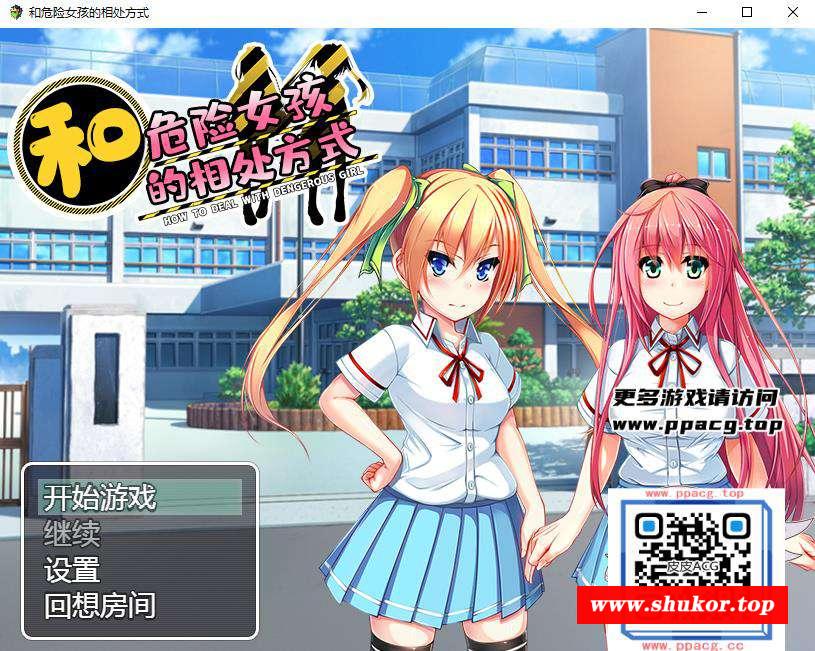 和危险女孩的相处方式
和
危险女孩
的相处方式
HOW TO DEAL WITH DENGEROUS GIRL
更多游戏请访问
www.ppacg.top
开始游戏
继续
设置
回想房间
www.ppacg.top
皮皮ACG
www.shukor.top
www.ppacg.cc